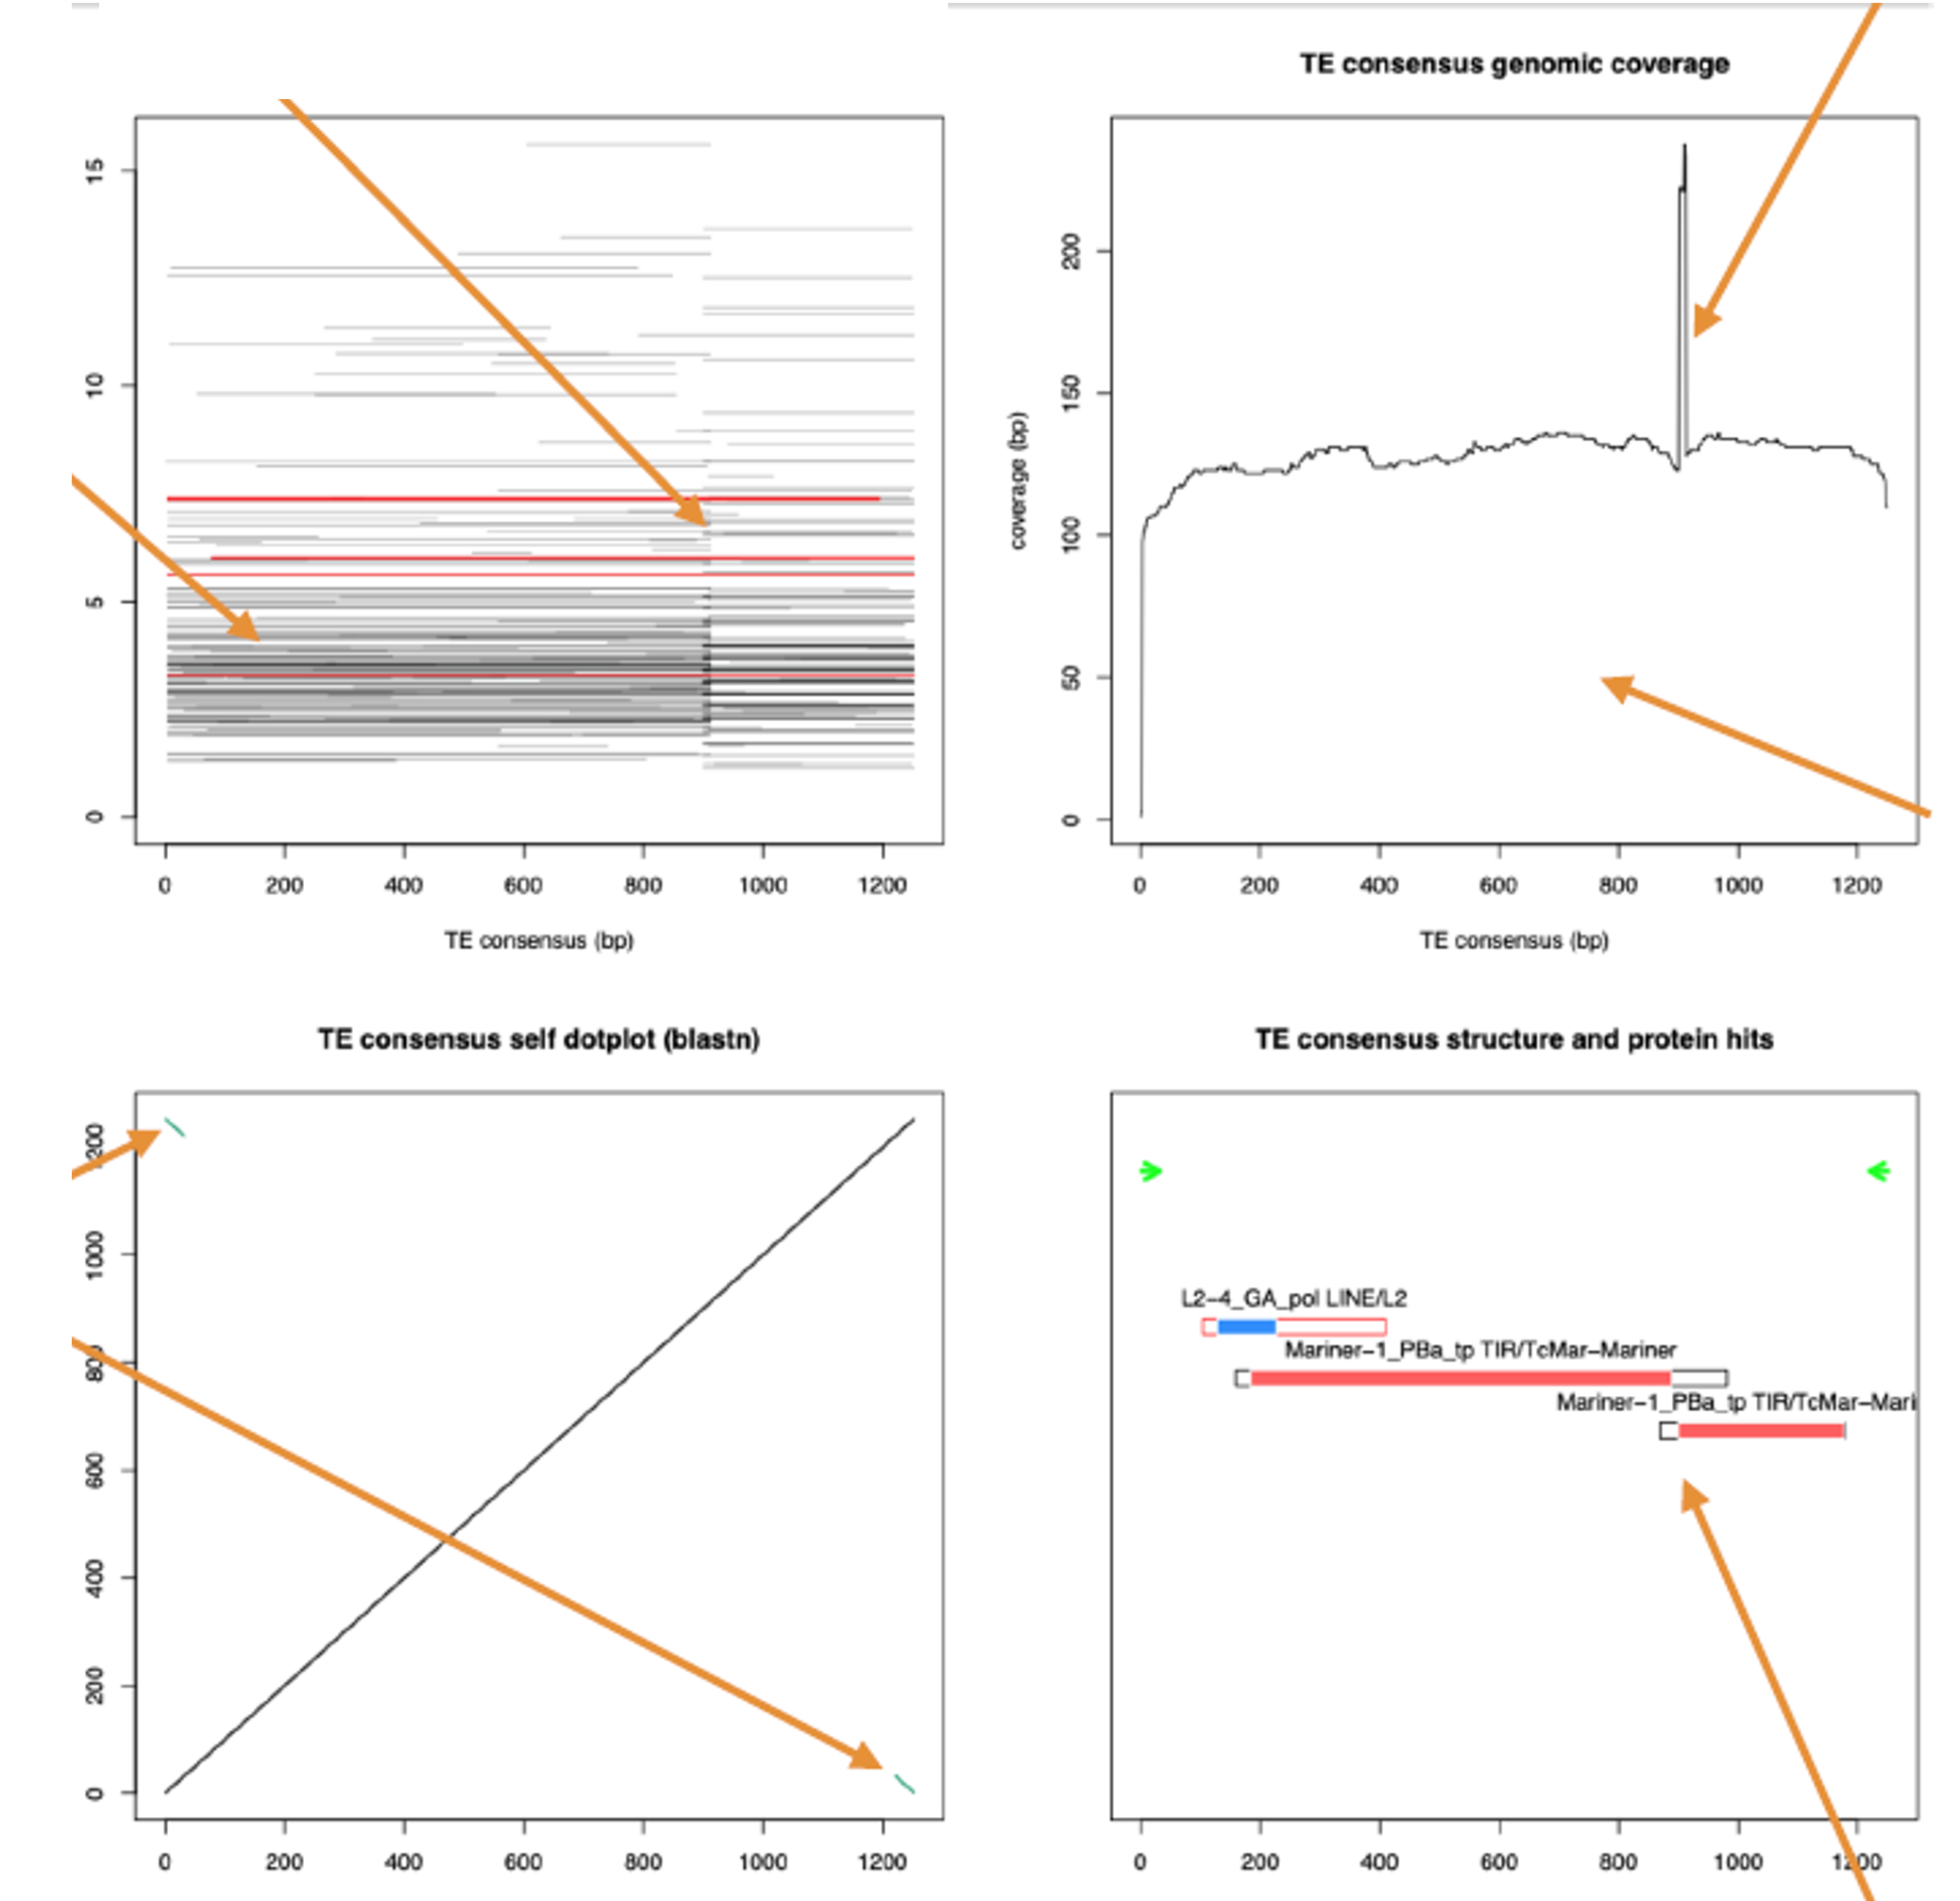 TE consensus genomic coverage
15
10
5
0
0 200 400 600 800 1000 1200
TE consensus (bp)
coverage (bp)
200
150
100
50
0
0 200 400 600 800 1000 1200
TE consensus (bp)
TE consensus self dotplot (blastn)
1200
1000
800
600
400
200
0
0 200 400 600 800 1000 1200
TE consensus structure and protein hits
L2-4_GA_pol LINE/L2
Mariner-1_PBa_tp TIR/TcMar-Mariner
Mariner-1_PBa_tp TIR/TcMar-Mari
0 200 400 600 800 1000 1200